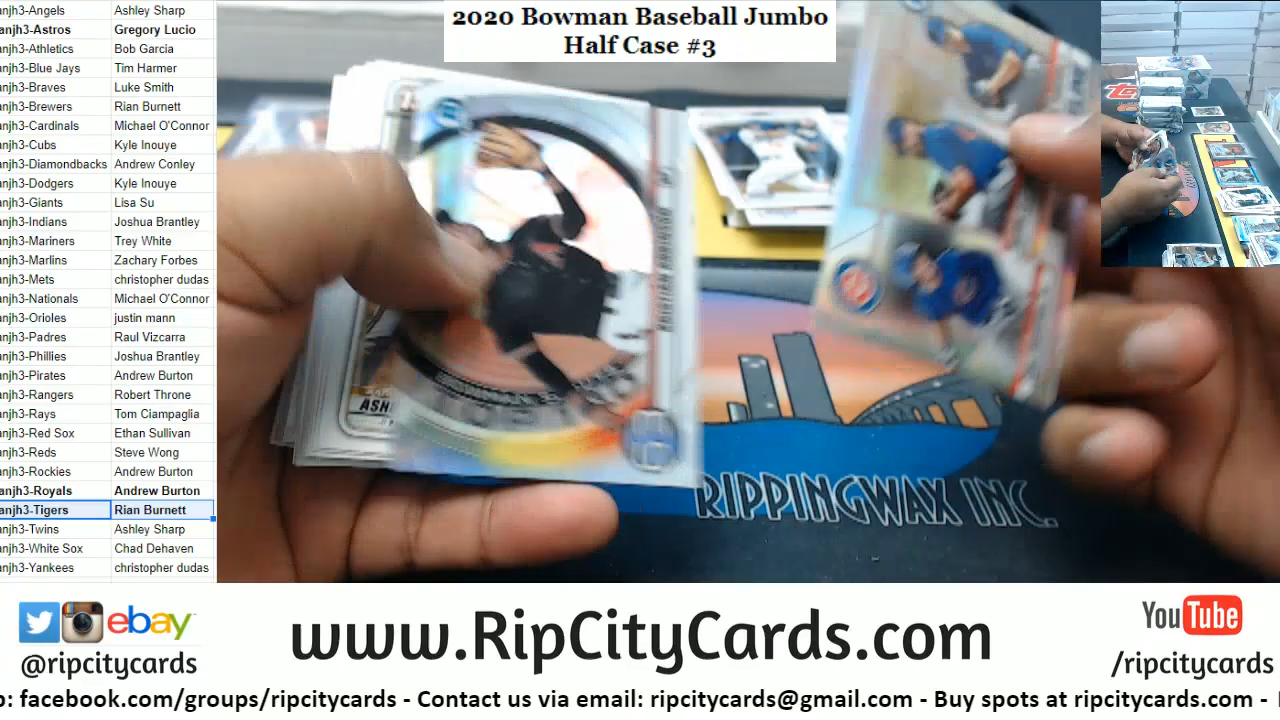 2020 Bowman Baseball Jumbo
Half Case #3
anjh3-Angels Ashley Sharp
anjh3-Astros Gregory Lucio
anjh3-Athletics Bob Garcia
anjh3-Blue Jays Tim Harmer
anjh3-Braves Luke Smith
anjh3-Brewers Rian Burnett
anjh3-Cardinals Michael O'Connor
anjh3-Cubs Kyle Inouye
anjh3-Diamondbacks Andrew Conley
anjh3-Dodgers Kyle Inouye
anjh3-Giants Lisa Su
anjh3-Indians Joshua Brantley
anjh3-Mariners Trey White
anjh3-Marlins Zachary Forbes
anjh3-Mets christopher dudas
anjh3-Nationals Michael O'Connor
anjh3-Orioles justin mann
anjh3-Padres Raul Vizcarra
anjh3-Phillies Joshua Brantley
anjh3-Pirates Andrew Burton
anjh3-Rangers Robert Throne
anjh3-Rays Tom Ciampaglia
anjh3-Red Sox Ethan Sullivan
anjh3-Reds Steve Wong
anjh3-Rockies Andrew Burton
anjh3-Royals Andrew Burton
anjh3-Tigers Rian Burnett
anjh3-Twins Ashley Sharp
anjh3-White Sox Chad Dehaven
anjh3-Yankees christopher dudas
ASH
RIPPINGWAX INC.
ebay
@ripcitycards
www.RipCityCards.com
YouTube
/ripcitycards
o: facebook.com/groups/ripcitycards - Contact us via email: ripcitycards@gmail.com - Buy spots at ripcitycards.com -